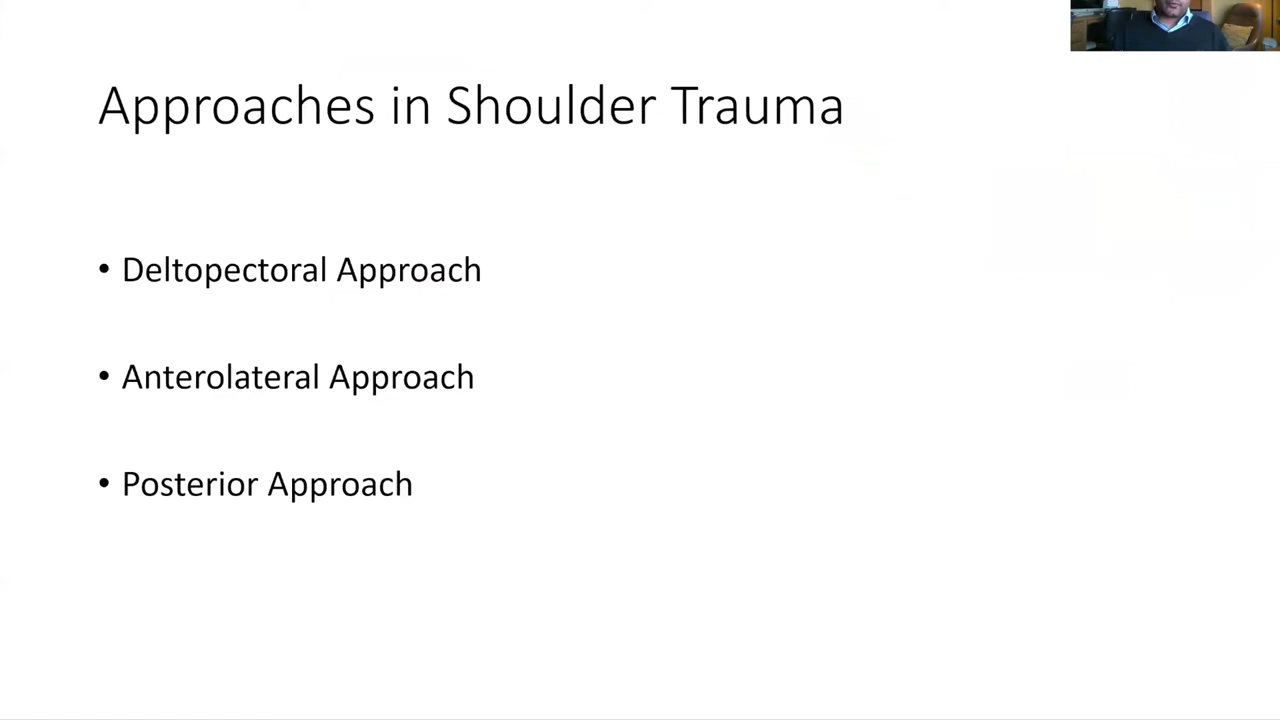 Approaches in Shoulder Trauma
• Deltopectoral Approach
• Anterolateral Approach
• Posterior Approach